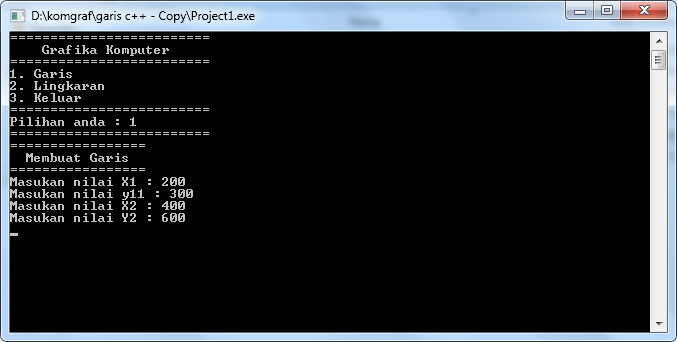 D:\komgraf\garis c++ - Copy\Project1.exe
=========================
Grafika Komputer
=========================
1. Garis
2. Lingkaran
3. Keluar
=========================
Pilihan anda : 1
=========================
=================
Membuat Garis
=================
Masukan nilai X1 : 200
Masukan nilai y11 : 300
Masukan nilai X2 : 400
Masukan nilai Y2 : 600